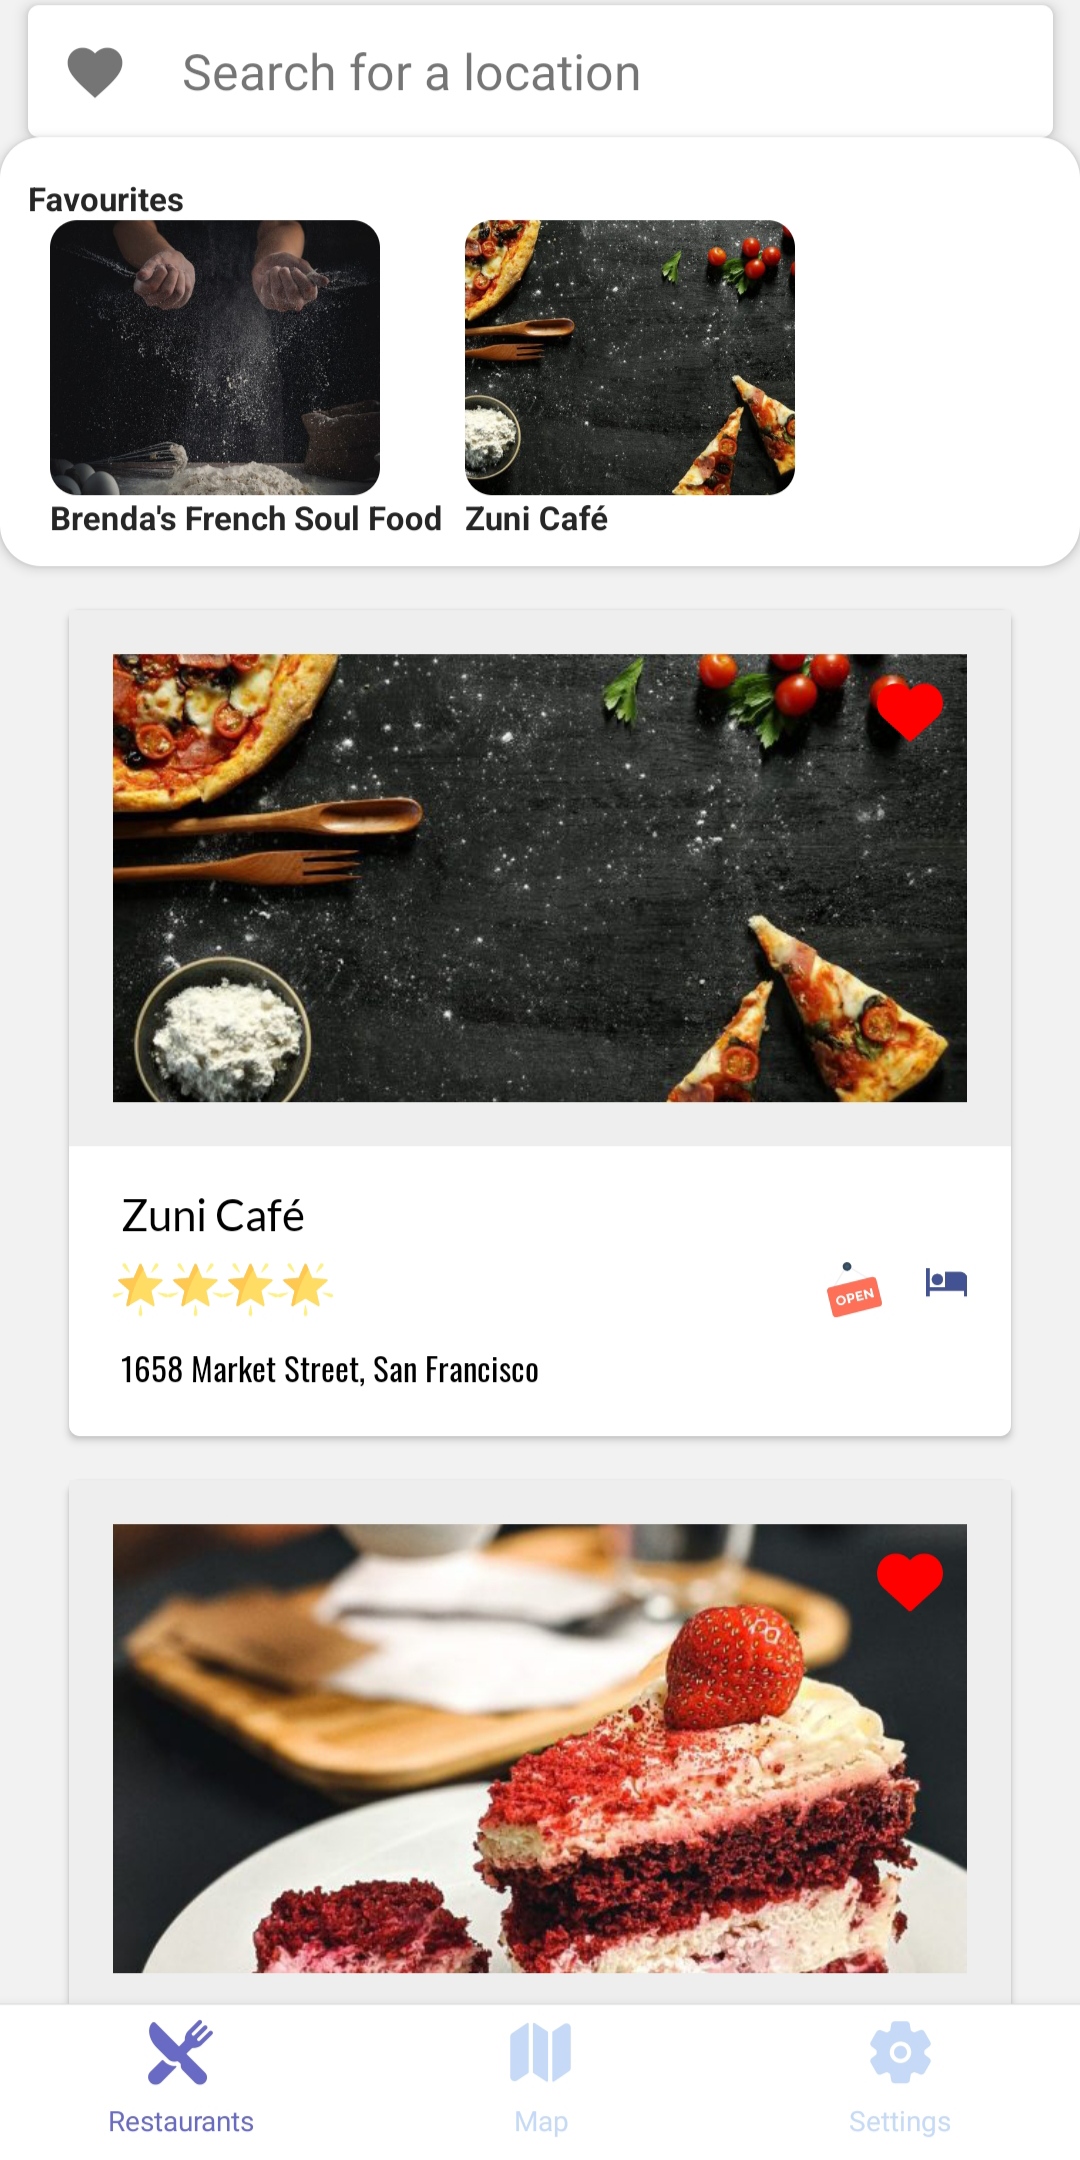 Search for a location
Favourites
Brenda's French Soul Food
Zuni Café
Zuni Café
OPEN
1658 Market Street, San Francisco
Restaurants
Map
Settings